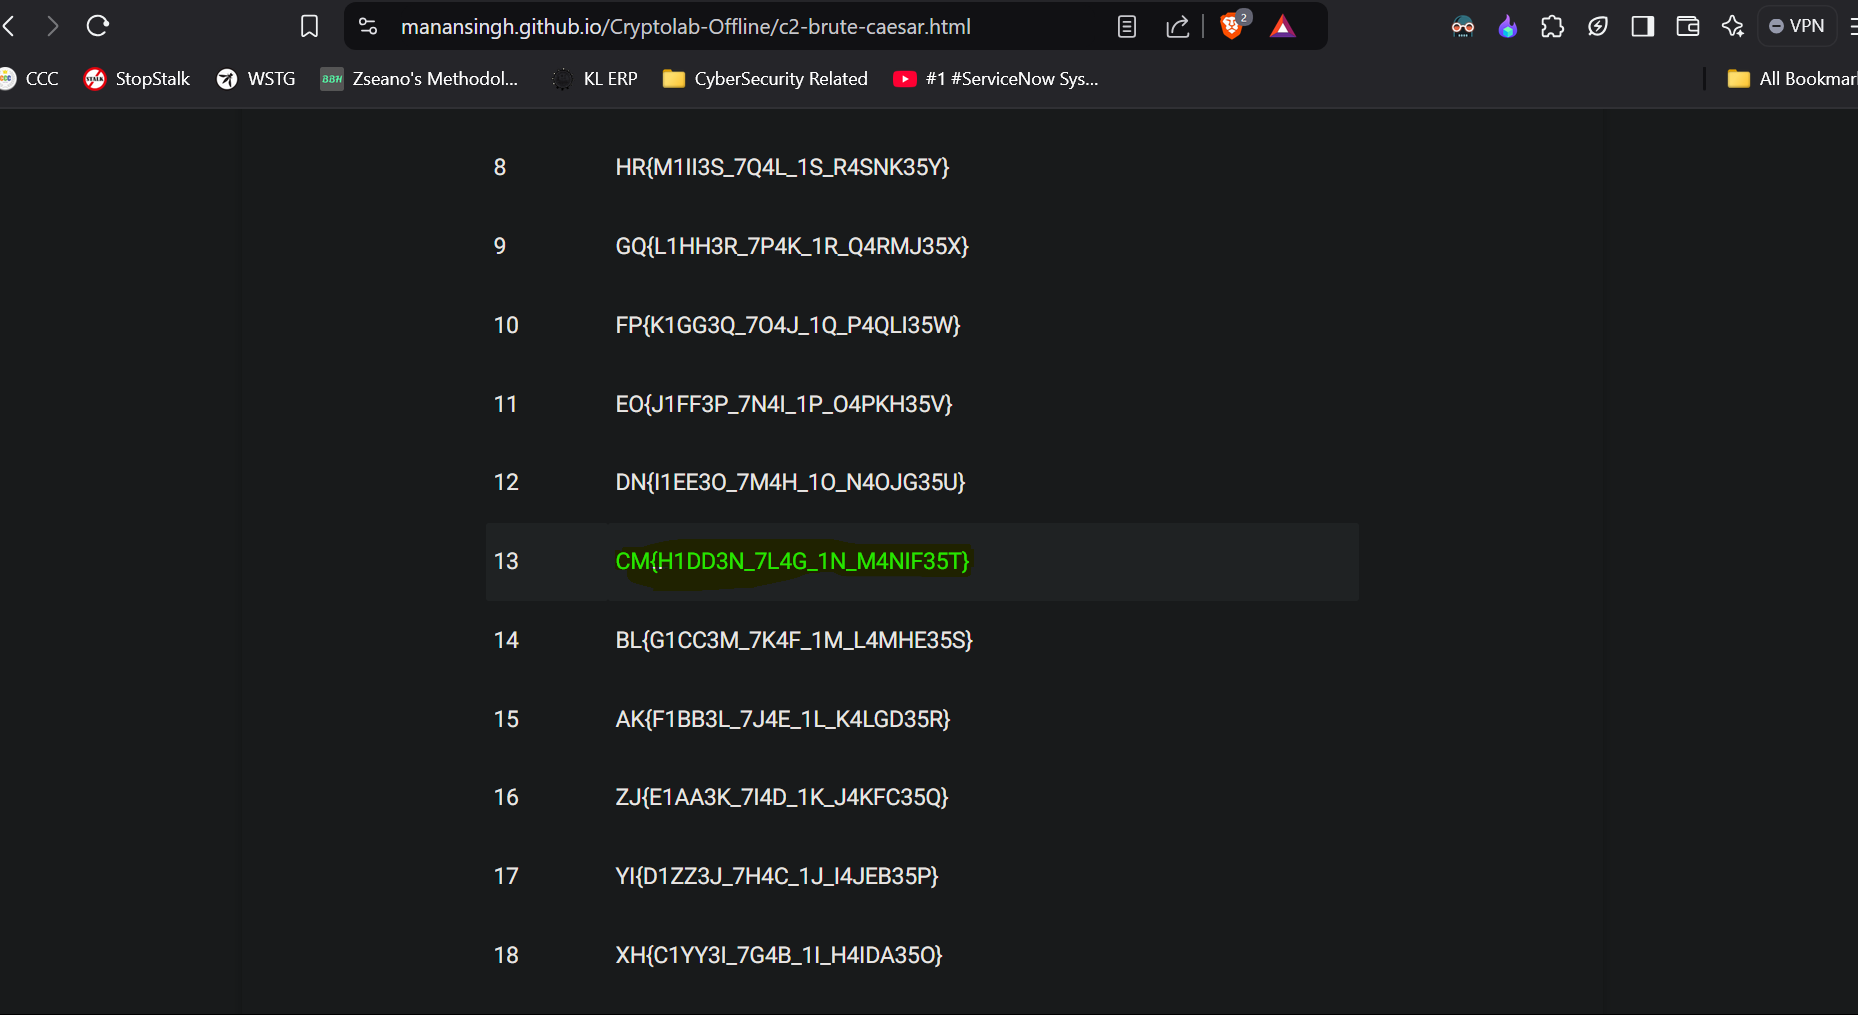 manansingh.github.io/Cryptolab-Offline/c2-brute-caesar.html 2 VPN
CCC StopStalk WSTG BBH Zseano's Methodol... KL ERP CyberSecurity Related #1 #ServiceNow Sys... All Bookmar
8 HR{M1II3S_7Q4L_1S_R4SNK35Y}
9 GQ{L1HH3R_7P4K_1R_Q4RMJ35X}
10 FP{K1GG3Q_7O4J_1Q_P4QLI35W}
11 EO{J1FF3P_7N4I_1P_O4PKH35V}
12 DN{I1EE3O_7M4H_1O_N4OJG35U}
13 CM{H1DD3N_7L4G_1N_M4NIF35T}
14 BL{G1CC3M_7K4F_1M_L4MHE35S}
15 AK{F1BB3L_7J4E_1L_K4LGD35R}
16 ZJ{E1AA3K_7I4D_1K_J4KFC35Q}
17 YI{D1ZZ3J_7H4C_1J_I4JEB35P}
18 XH{C1YY3I_7G4B_1I_H4IDA35O}